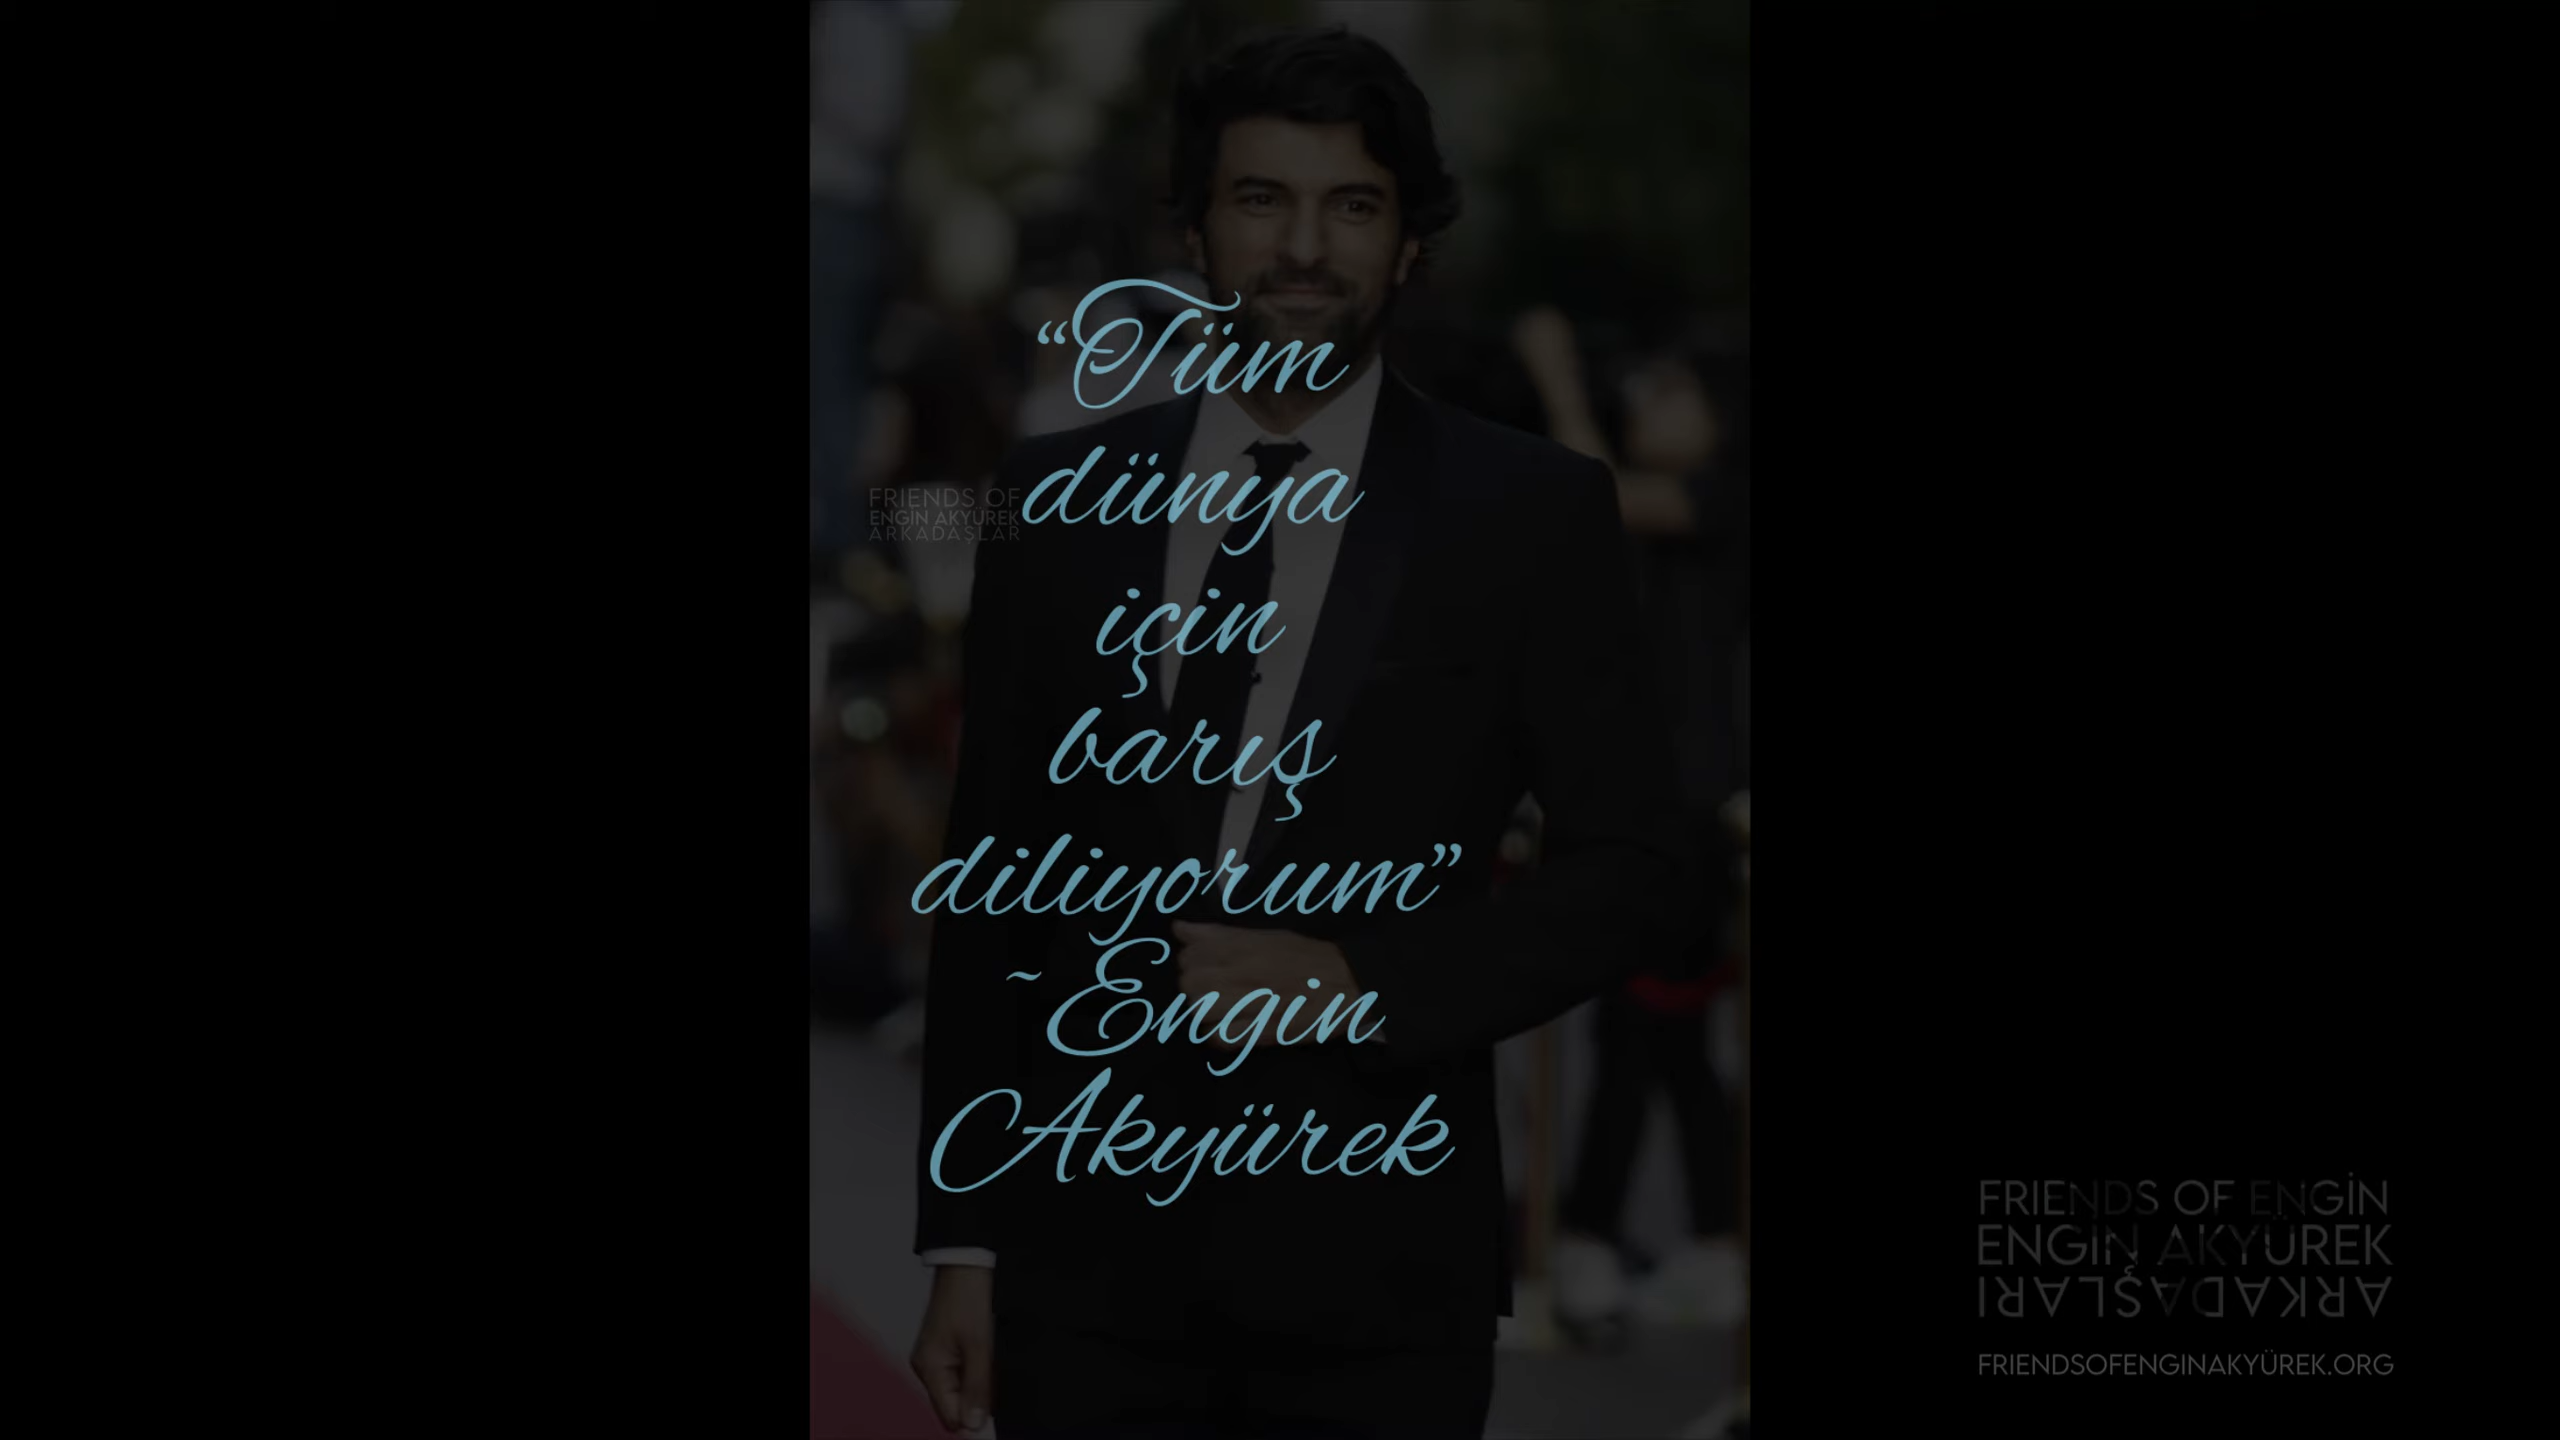 “Tüm
dünya
için
barış
diliyorum”
~Engin
Akyürek
FRIENDS OF
ENGİN AKYÜREK
ARKADAŞLAR
FRIENDS OF ENGİN
ENGİN AKYÜREK
ARKADAŞLARI
FRIENDSOFENGINAKYÜREK.ORG